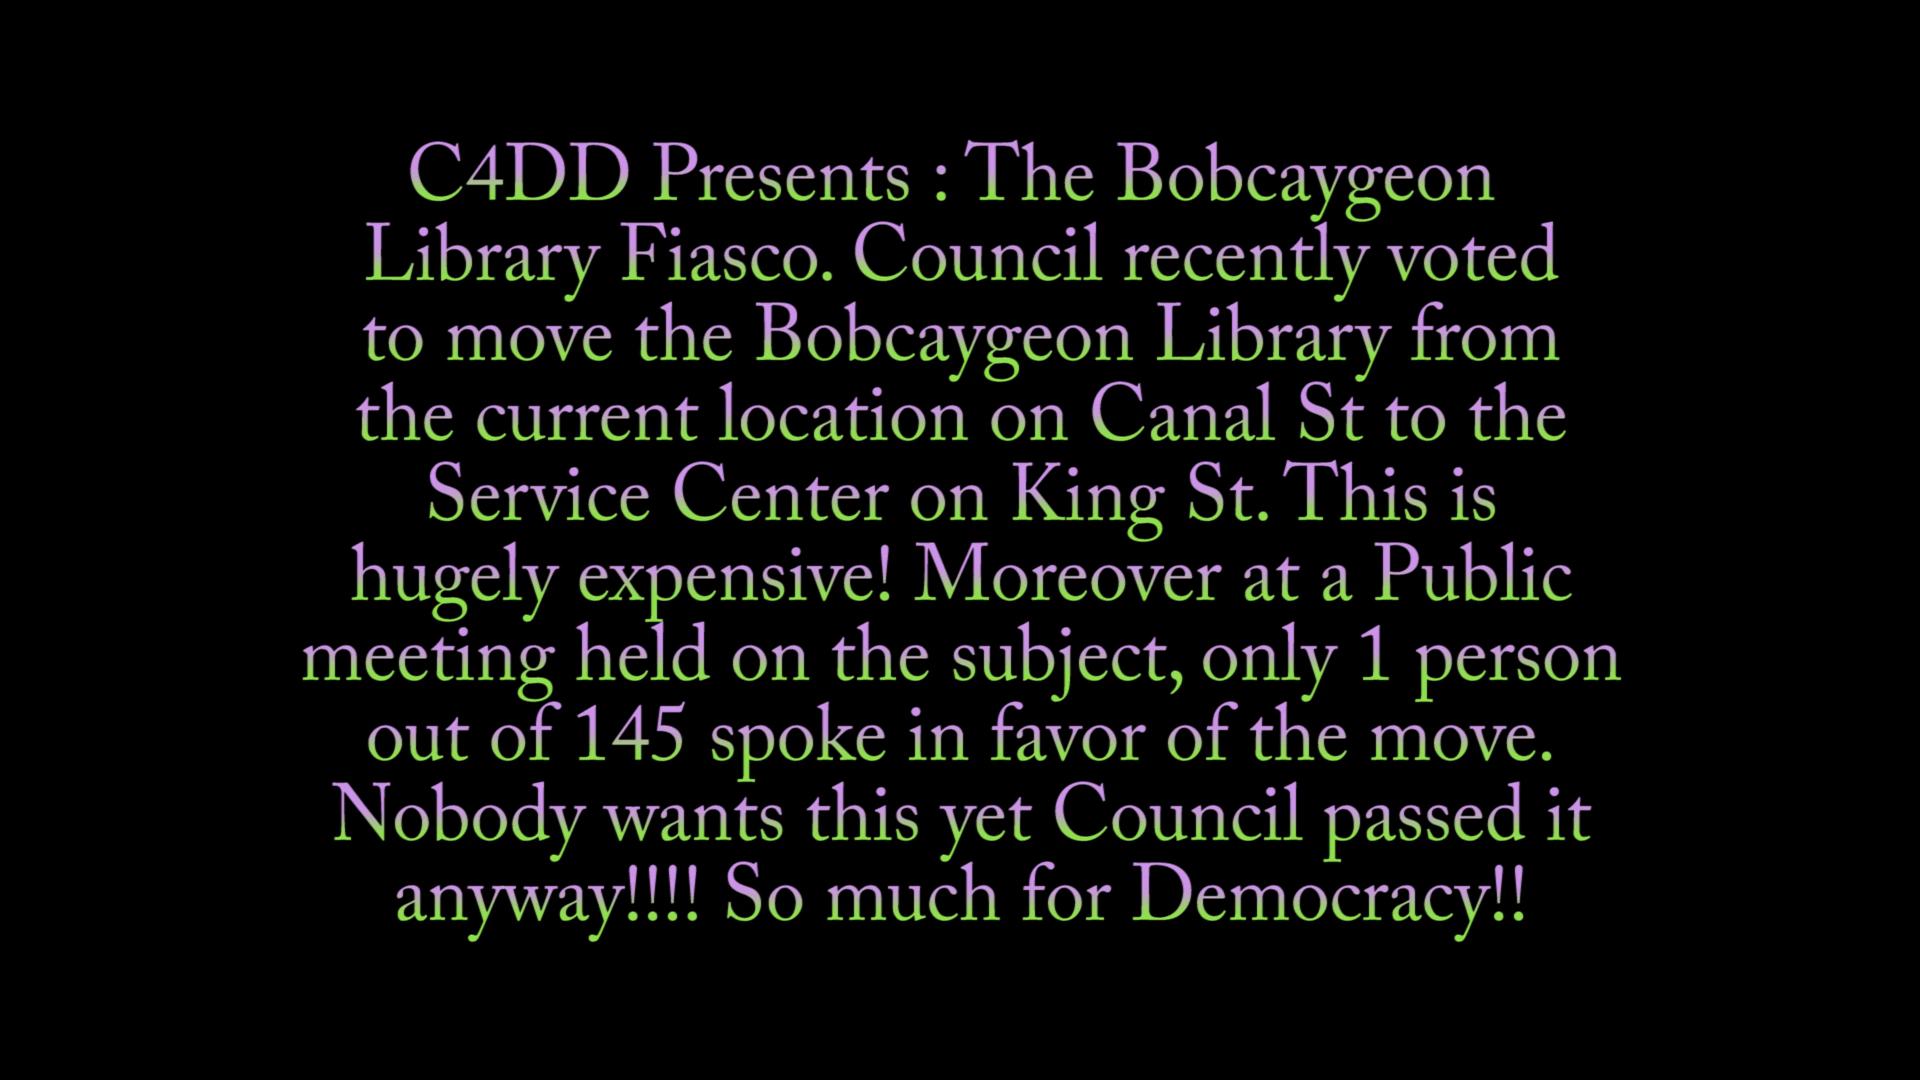 C4DD Presents : The Bobcaygeon
Library Fiasco. Council recently voted
to move the Bobcaygeon Library from
the current location on Canal St to the
Service Center on King St. This is
hugely expensive! Moreover at a Public
meeting held on the subject, only 1 person
out of 145 spoke in favor of the move.
Nobody wants this yet Council passed it
anyway!!!! So much for Democracy!!